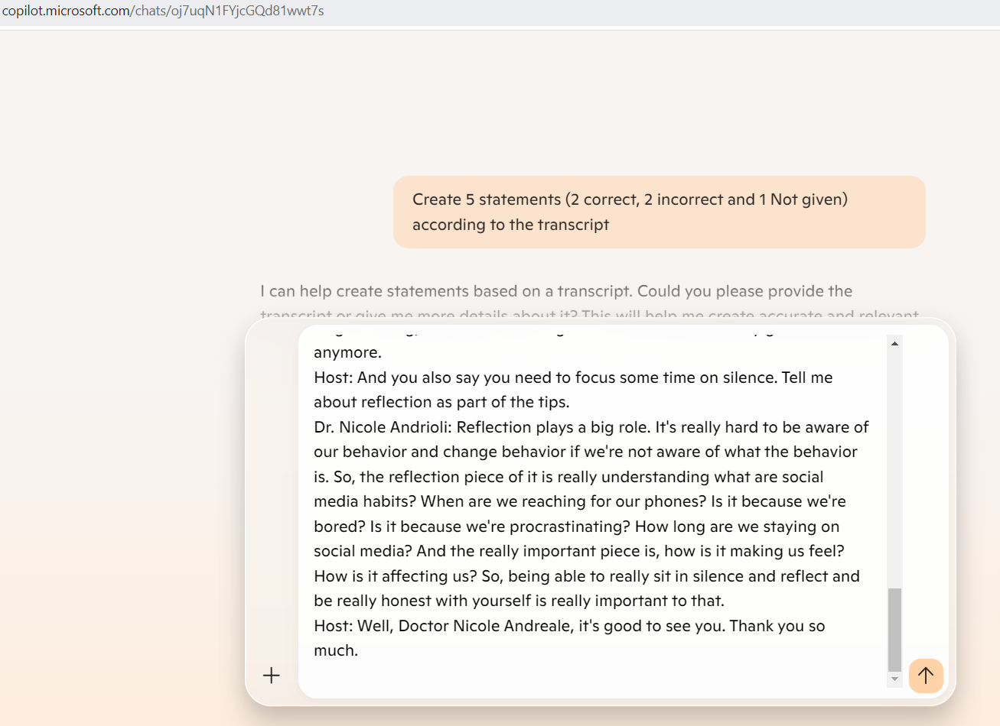 copilot.microsoft.com/chats/oj7uqN1FYjcGQd81wwt7s
Create 5 statements (2 correct, 2 incorrect and 1 Not given)
according to the transcript
I can help create statements based on a transcript. Could you please provide the
transcript or give me more details about it? This will help me create accurate and relevant
anymore.
Host: And you also say you need to focus some time on silence. Tell me
about reflection as part of the tips.
Dr. Nicole Andrioli: Reflection plays a big role. It's really hard to be aware of
our behavior and change behavior if we're not aware of what the behavior
is. So, the reflection piece of it is really understanding what are social
media habits? When are we reaching for our phones? Is it because we're
bored? Is it because we're procrastinating? How long are we staying on
social media? And the really important piece is, how is it making us feel?
How is it affecting us? So, being able to really sit in silence and reflect and
be really honest with yourself is really important to that.
Host: Well, Doctor Nicole Andreale, it's good to see you. Thank you so
much.